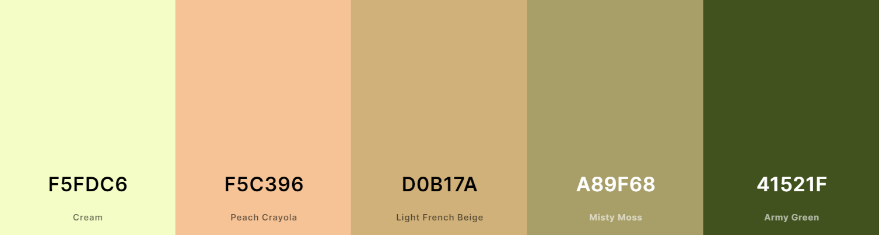 F5FDC6 F5C396 D0B17A A89F68 41521F
Cream Peach Crayola Light French Beige Misty Moss Army Green